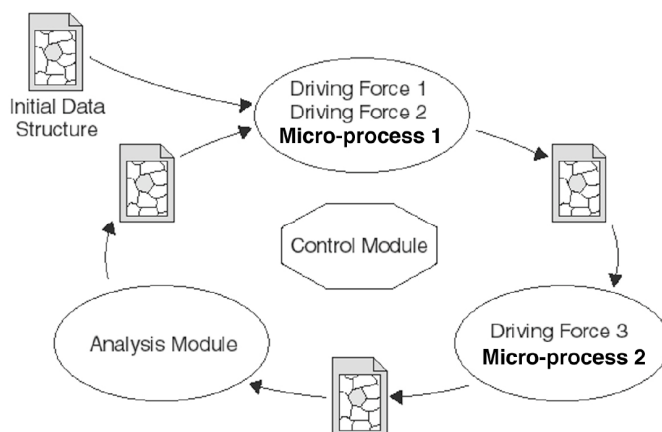 Initial Data
Structure
Driving Force 1
Driving Force 2
Micro-process 1
Control Module
Analysis Module
Driving Force 3
Micro-process 2